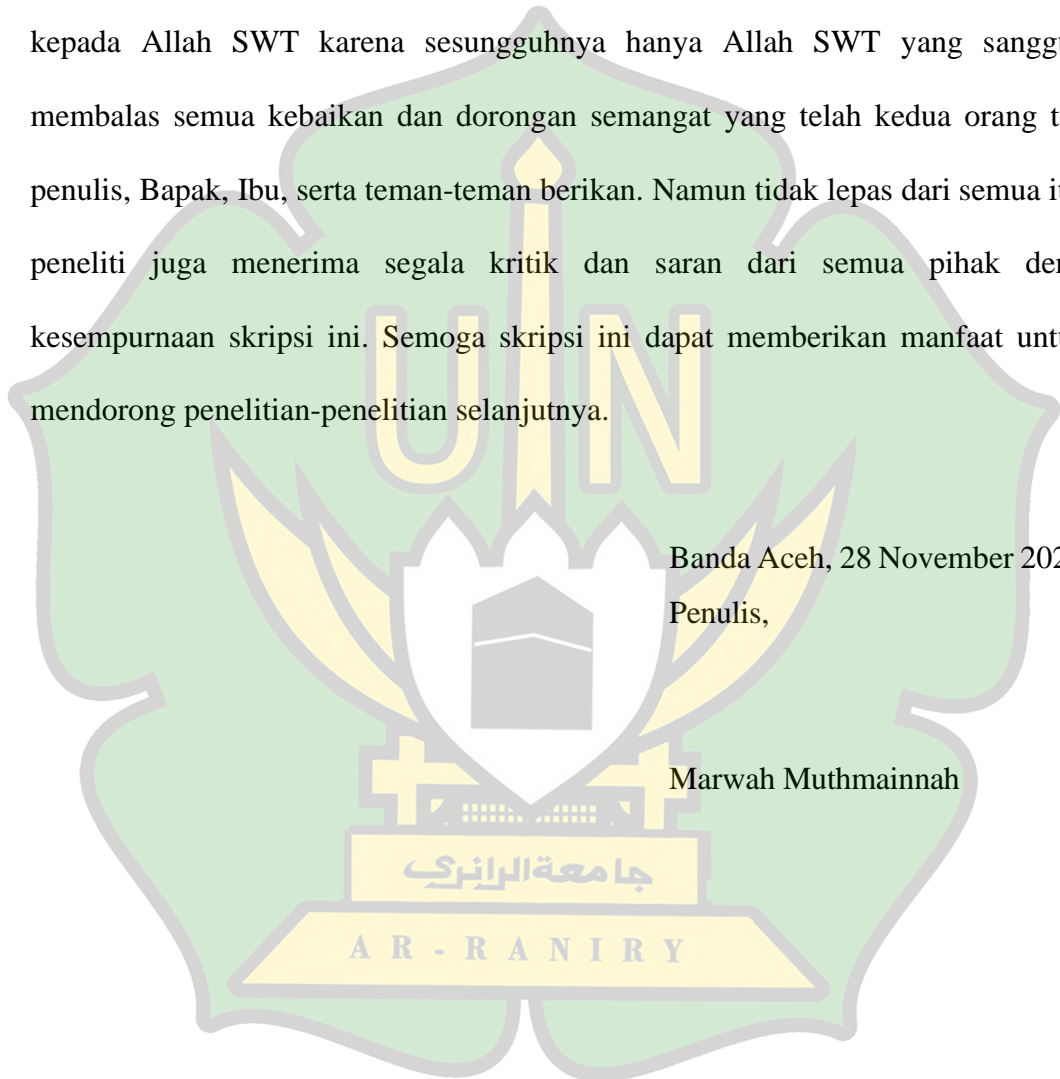 kepada Allah SWT karena sesungguhnya hanya Allah SWT yang sanggu
membalas semua kebaikan dan dorongan semangat yang telah kedua orang t
penulis, Bapak, Ibu, serta teman-teman berikan. Namun tidak lepas dari semua it
peneliti juga menerima segala kritik dan saran dari semua pihak de
kesempurnaan skripsi ini. Semoga skripsi ini dapat memberikan manfaat untu
mendorong penelitian-penelitian selanjutnya.
UIN
Banda Aceh, 28 November 202
Penulis,
Marwah Muthmainnah
جامعةالرانري
AR-RANIRY